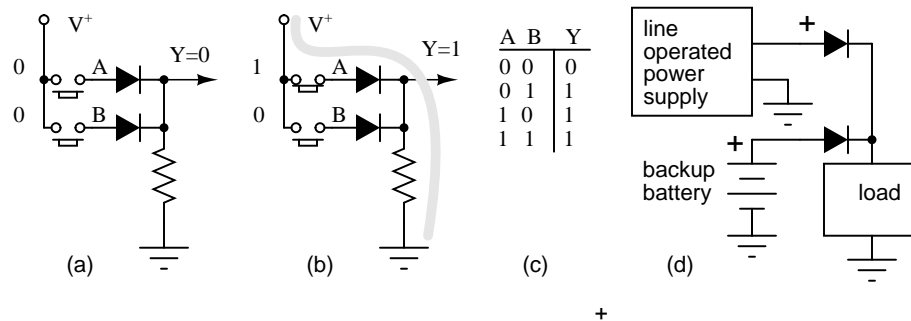 V+
0
A
Y=0
0
B
(a)
V+
1
A
Y=1
0
B
(b)
A B Y
0 0 0
0 1 1
1 0 1
1 1 1
(c)
+
line
operated
power
supply
+
backup
battery
load
(d)
+